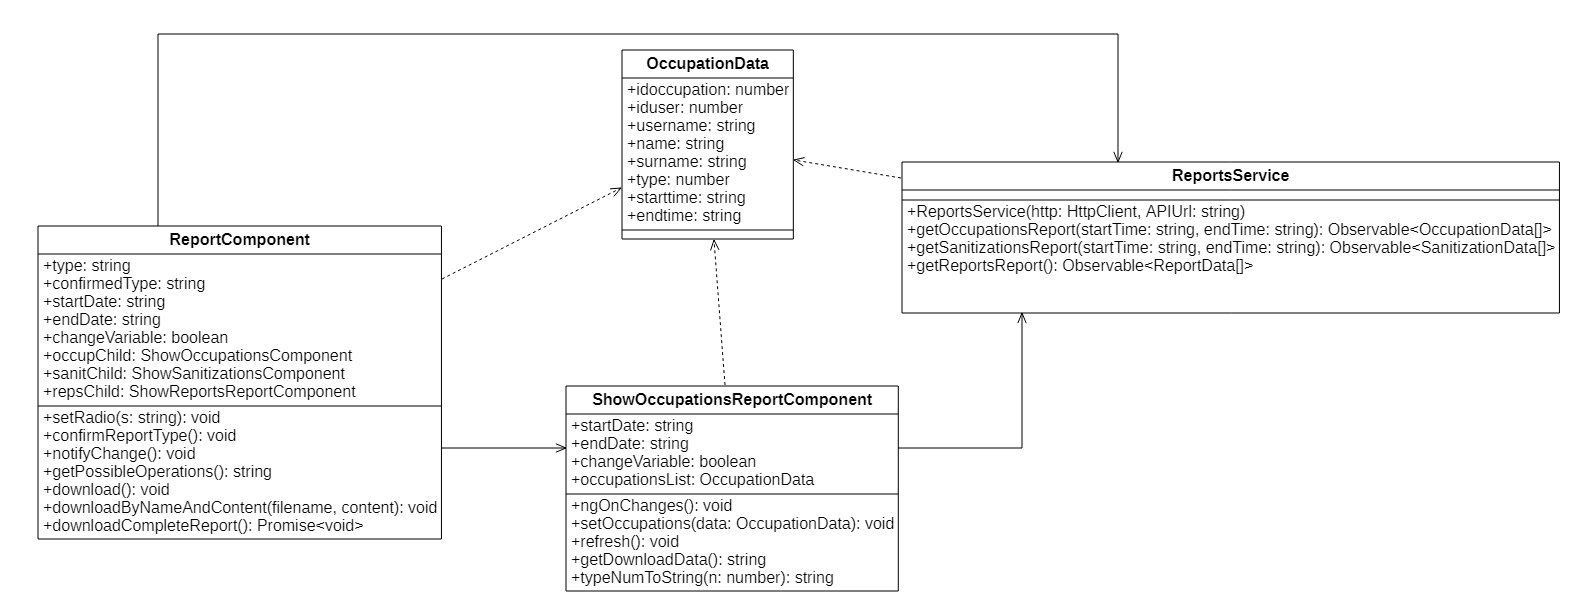 OccupationData
+idoccupation: number
+iduser: number
+username: string
+name: string
+surname: string
+type: number
+starttime: string
+endtime: string
ReportsService
+ReportsService(http: HttpClient, APIUrl: string)
+getOccupationsReport(startTime: string, endTime: string): Observable<OccupationData[]>
+getSanitizationsReport(startTime: string, endTime: string): Observable<SanitizationData[]>
+getReportsReport(): Observable<ReportData[]>
ReportComponent
+type: string
+confirmedType: string
+startDate: string
+endDate: string
+changeVariable: boolean
+occupChild: ShowOccupationsComponent
+sanitChild: ShowSanitizationsComponent
+repsChild: ShowReportsReportComponent
+setRadio(s: string): void
+confirmReportType(): void
+notifyChange(): void
+getPossibleOperations(): string
+download(): void
+downloadByNameAndContent(filename, content): void
+downloadCompleteReport(): Promise<void>
ShowOccupationsReportComponent
+startDate: string
+endDate: string
+changeVariable: boolean
+occupationsList: OccupationData
+ngOnChanges(): void
+setOccupations(data: OccupationData): void
+refresh(): void
+getDownloadData(): string
+typeNumToString(n: number): string